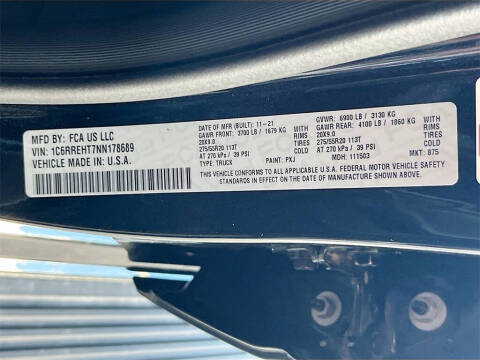 MFD BY: FCA US LLC
VIN: 1C6RREHT7NN178689
VEHICLE MADE IN: U.S.A.
DATE OF MFR (BUILT): 11-21 GVWR: 6900 LB / 3130 KG
GAWR FRONT: 3700 LB / 1679 KG WITH GAWR REAR: 4100 LB / 1860 KG WITH
20X9.0 RIMS 20X9.0 RIMS
275/55R20 113T TIRES 275/55R20 113T TIRES
AT 270 kPa / 39 PSI COLD AT 270 kPa / 39 PSI COLD
TYPE: TRUCK PAINT: PXJ MDH: 111503 MKT: 875
THIS VEHICLE CONFORMS TO ALL APPLICABLE U.S.A. FEDERAL MOTOR VEHICLE SAFETY
STANDARDS IN EFFECT ON THE DATE OF MANUFACTURE SHOWN ABOVE.